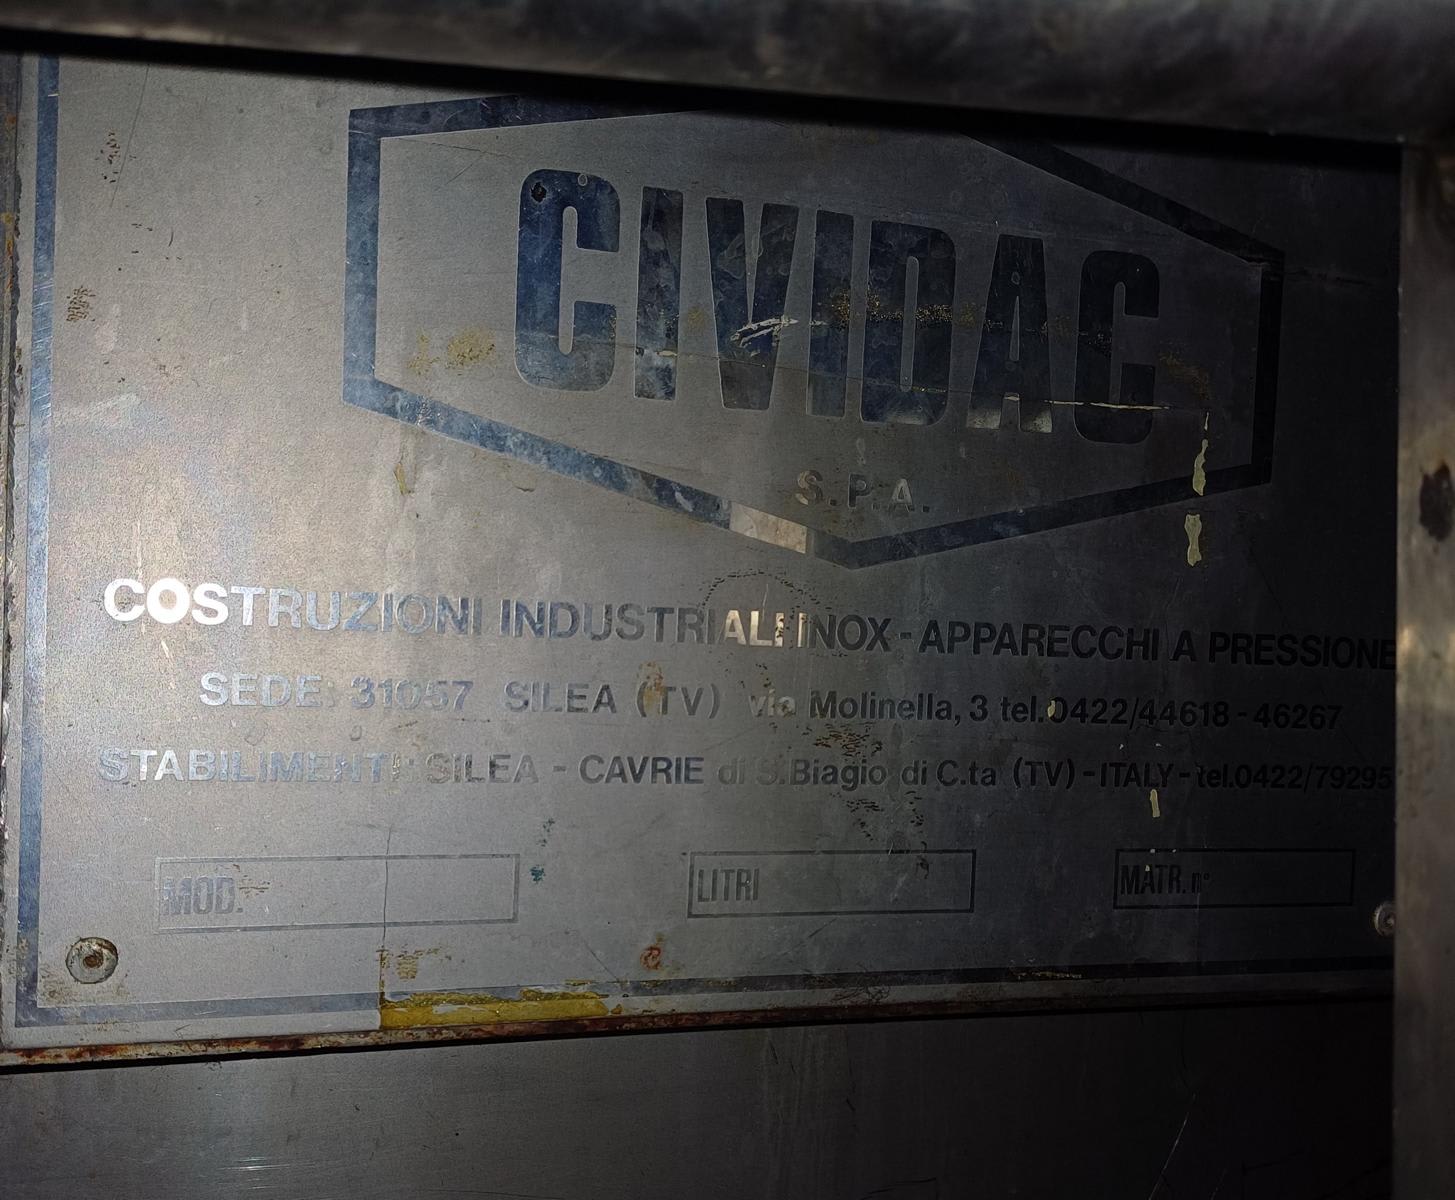 CIVIDAC
S.P.A.
COSTRUZIONI INDUSTRIALI INOX - APPARECCHI A PRESSIONE
SEDE: 31057 SILEA (TV) via Molinella, 3 tel.0422/44618 - 46267
STABILIMENTI: SILEA - CAVRIE di S.Biagio di C.ta (TV) - ITALY - tel.0422/79295
MOD. LITRI MATR. n°